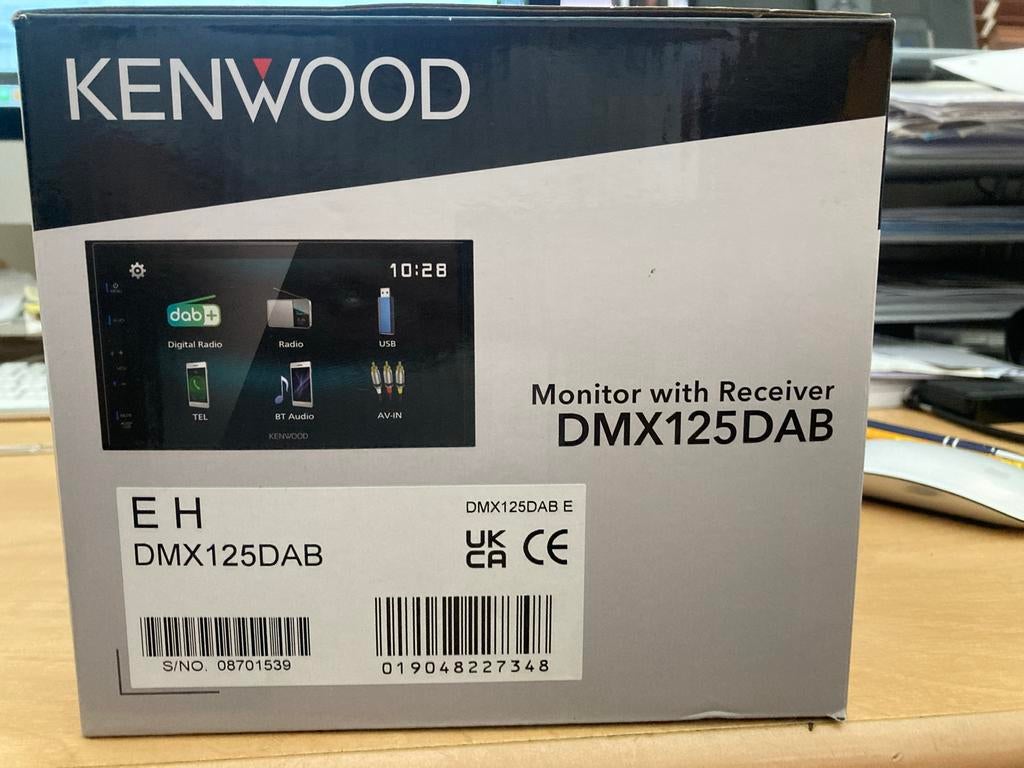 KENWOOD
10:28
dab+
Digital Radio
Radio
USB
TEL
BT Audio
AV-IN
KENWOOD
Monitor with Receiver
DMX125DAB
E H
DMX125DAB E
DMX125DAB
UK
CA
CE
S/NO. 08701539
019048227348